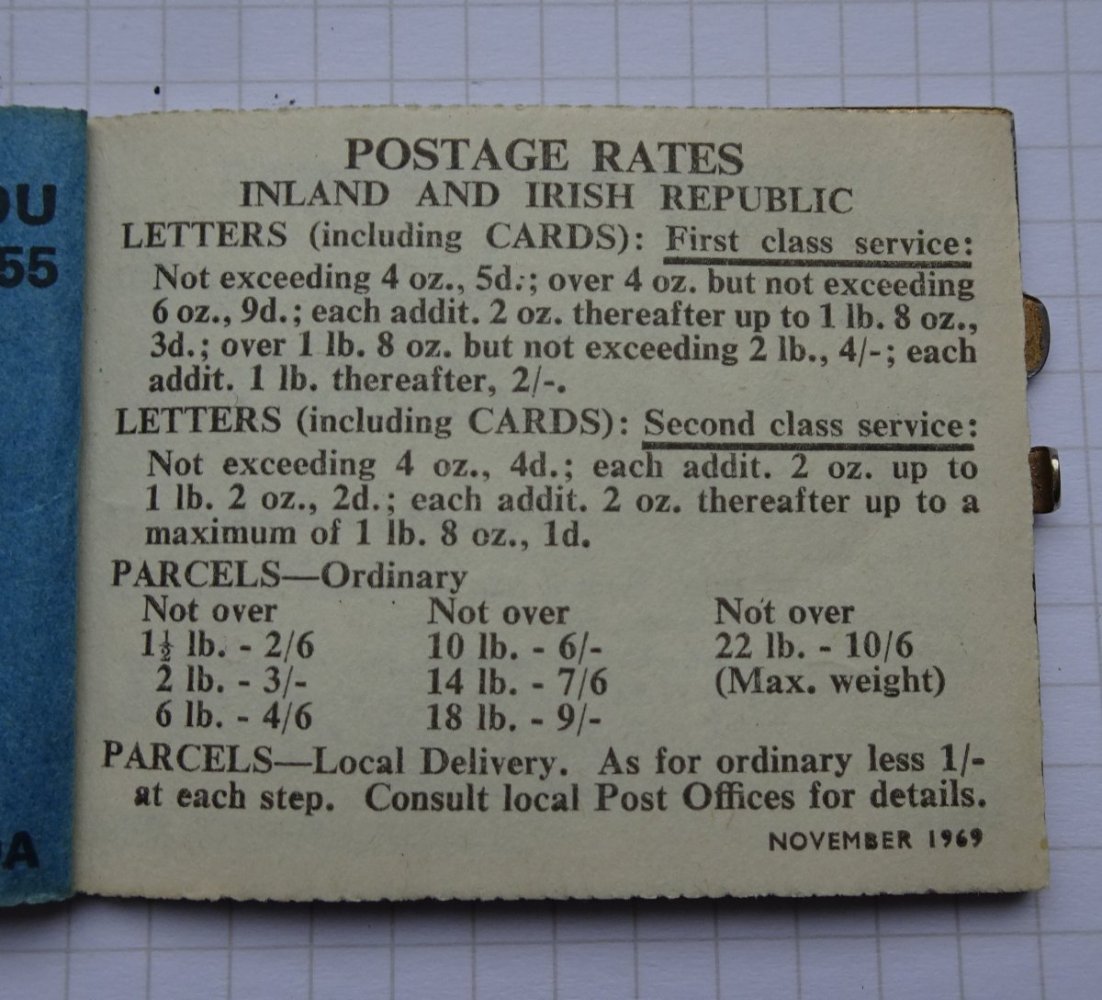 OU
55
DA
POSTAGE RATES
INLAND AND IRISH REPUBLIC
LETTERS (including CARDS): First class service:
Not exceeding 4 oz., 5d.; over 4 oz. but not exceeding
6 oz., 9d.; each addit. 2 oz. thereafter up to 1 lb. 8 oz.,
3d.; over 1 lb. 8 oz. but not exceeding 2 lb., 4/-; each
addit. 1 lb. thereafter, 2/-.
LETTERS (including CARDS): Second class service:
Not exceeding 4 oz., 4d.; each addit. 2 oz. up to
1 lb. 2 oz., 2d.; each addit. 2 oz. thereafter up to a
maximum of 1 lb. 8 oz., 1d.
PARCELS—Ordinary
Not over Not over Not over
1½ lb. - 2/6 10 lb. - 6/- 22 lb. - 10/6
2 lb. - 3/- 14 lb. - 7/6 (Max. weight)
6 lb. - 4/6 18 lb. - 9/-
PARCELS—Local Delivery. As for ordinary less 1/-
at each step. Consult local Post Offices for details.
NOVEMBER 1969